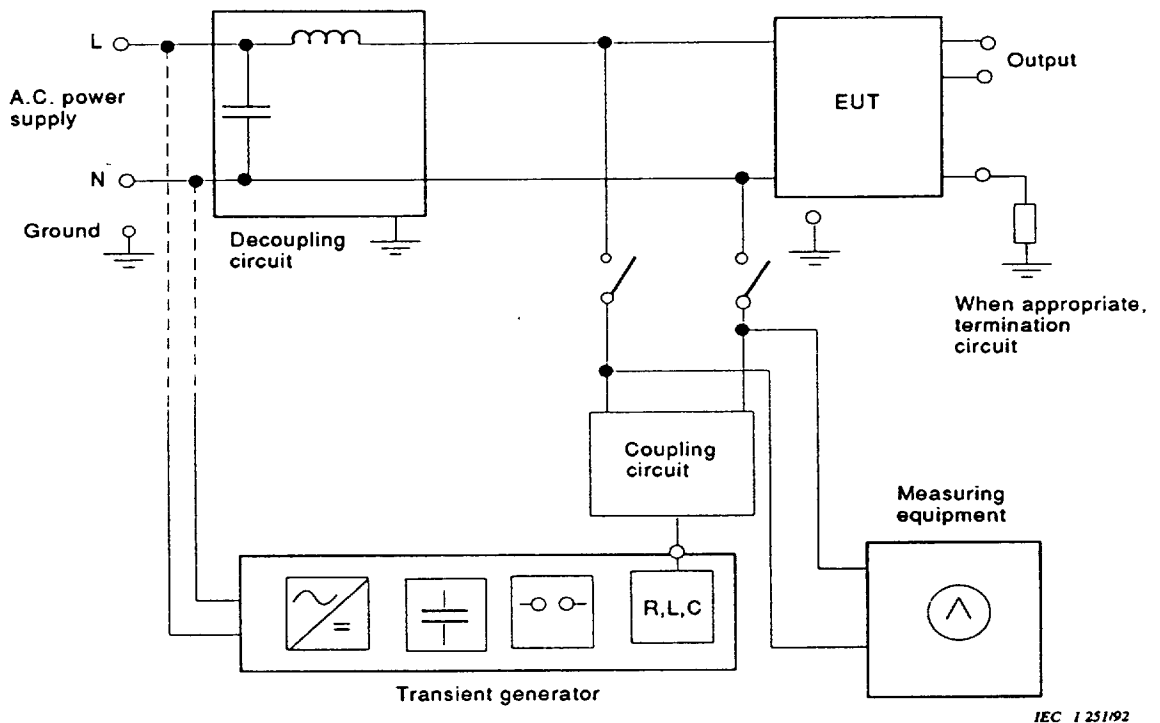 L
A.C. power
supply
N
Ground
Decoupling
circuit
EUT
Output
When appropriate,
termination
circuit
Coupling
circuit
Measuring
equipment
R,L,C
Transient generator
IEC 1 251/92